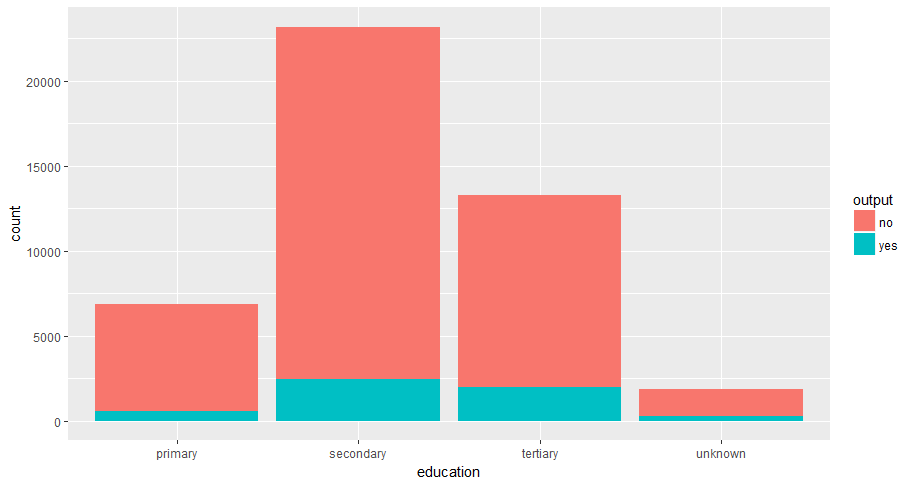 20000
15000
10000
5000
0
count
primary secondary tertiary unknown
education
output
no
yes